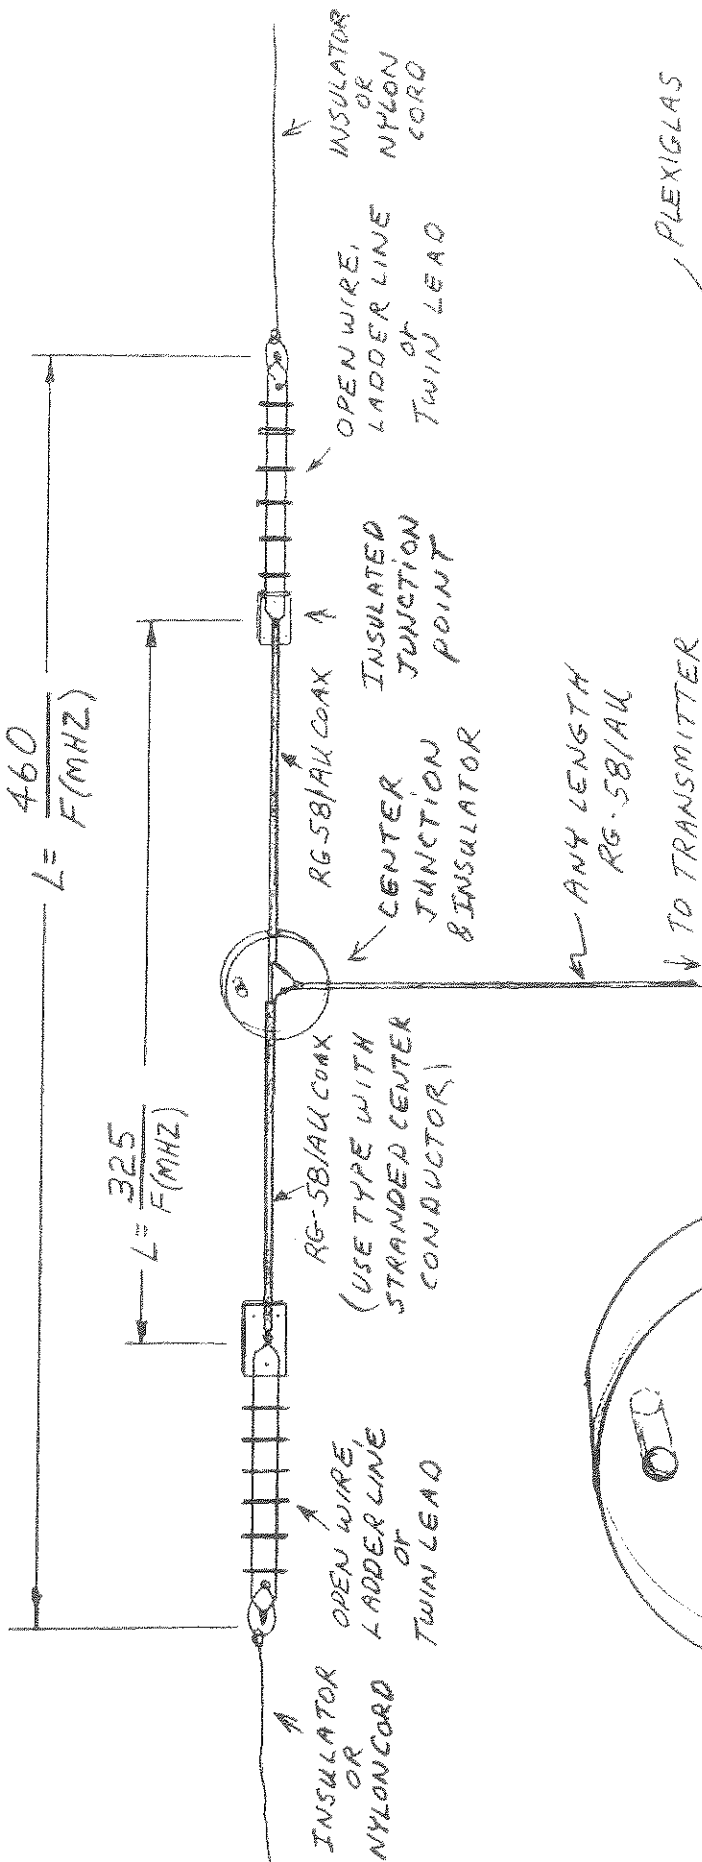 L = 460
F(MHZ)
L = 325
F(MHZ)
INSULATOR
OR
NYLON CORD
OPEN WIRE,
LADDER LINE
or
TWIN LEAD
RG-58/AU COAX
(USE TYPE WITH
STRANDED CENTER
CONDUCTOR)
CENTER
JUNCTION
& INSULATOR
RG58/AU COAX
INSULATED
JUNCTION
POINT
OPEN WIRE,
LADDER LINE
or
TWIN LEAD
INSULATOR
OR
NYLON
CORD
ANY LENGTH
RG-58/AU
TO TRANSMITTER
PLEXIGLAS